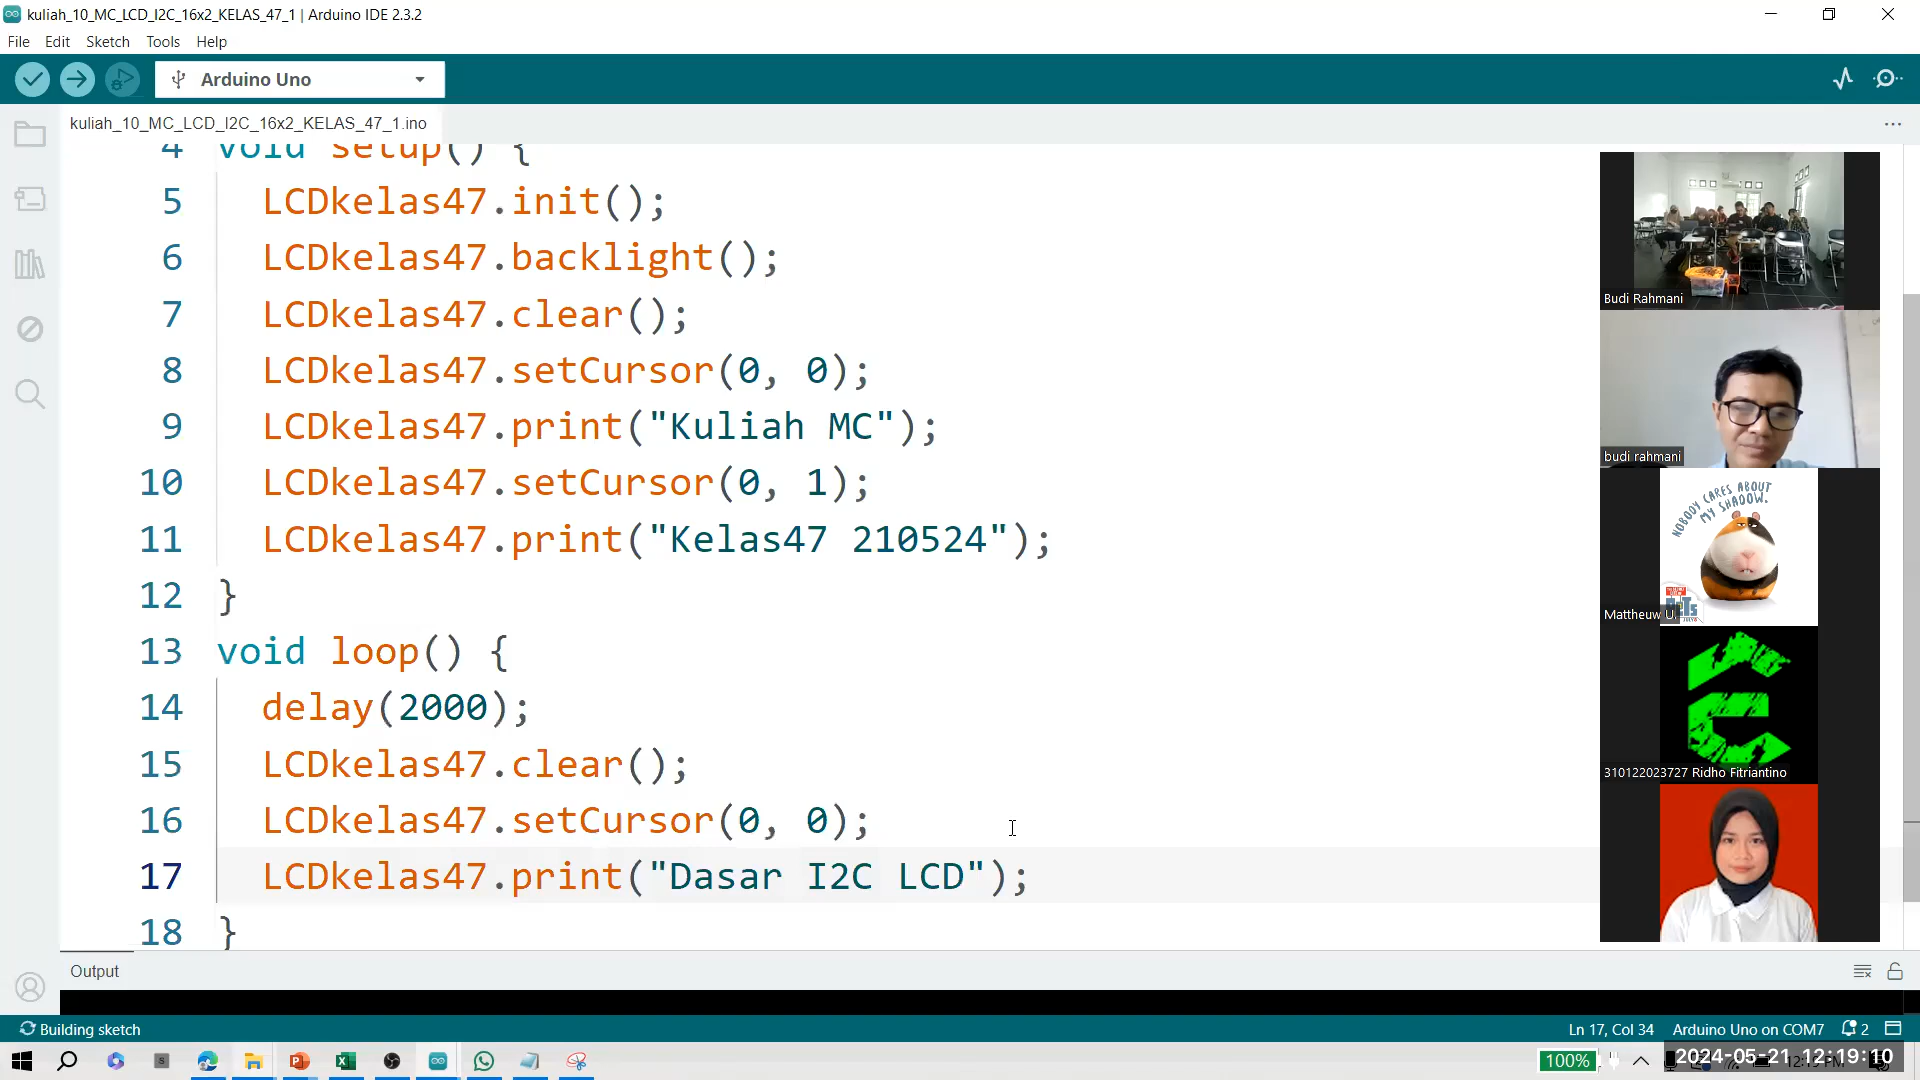 kuliah_10_MC_LCD_I2C_16x2_KELAS_47_1 | Arduino IDE 2.3.2
File Edit Sketch Tools Help
Arduino Uno
kuliah_10_MC_LCD_I2C_16x2_KELAS_47_1.ino
4 void setup() {
5 LCDkelas47.init();
6 LCDkelas47.backlight();
7 LCDkelas47.clear();
8 LCDkelas47.setCursor(0, 0);
9 LCDkelas47.print("Kuliah MC");
10 LCDkelas47.setCursor(0, 1);
11 LCDkelas47.print("Kelas47 210524");
12 }
13 void loop() {
14 delay(2000);
15 LCDkelas47.clear();
16 LCDkelas47.setCursor(0, 0);
17 LCDkelas47.print("Dasar I2C LCD");
18 }
Budi Rahmani
budi rahmani
NOBODY CARES ABOUT
MY SHADOW.
Mattheuw U.
310122023727 Ridho Fitriantino
Output
Building sketch
Ln 17, Col 34 Arduino Uno on COM7 2
100%
2024-05-21 12:19:10